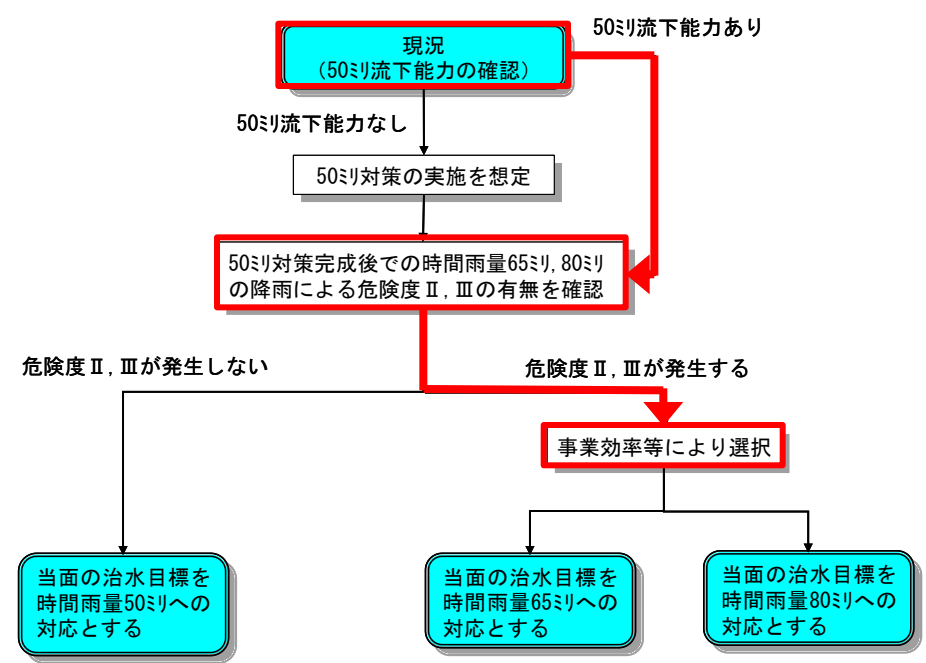 50ﾐﾘ流下能力あり
現況
（50ﾐﾘ流下能力の確認）
50ﾐﾘ流下能力なし
50ﾐﾘ対策の実施を想定
50ﾐﾘ対策完成後での時間雨量65ﾐﾘ,80ﾐﾘ
の降雨による危険度Ⅱ,Ⅲの有無を確認
危険度Ⅱ,Ⅲが発生しない
危険度Ⅱ,Ⅲが発生する
事業効率等により選択
当面の治水目標を
時間雨量50ﾐﾘへの
対応とする
当面の治水目標を
時間雨量65ﾐﾘへの
対応とする
当面の治水目標を
時間雨量80ﾐﾘへの
対応とする